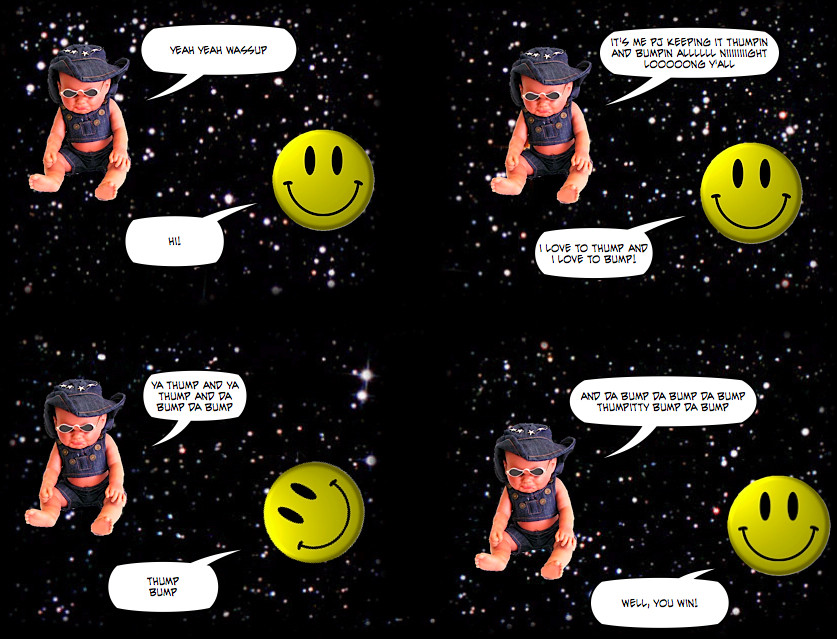 YEAH YEAH WASSUP
HI!
IT'S ME PJ KEEPING IT THUMPIN
AND BUMPIN ALLLLLL NIIIIIIIIGHT
LOOOOONG Y'ALL
I LOVE TO THUMP AND
I LOVE TO BUMP!
YA THUMP AND YA
THUMP AND DA
BUMP DA BUMP
THUMP
BUMP
AND DA BUMP DA BUMP DA BUMP
THUMPITTY BUMP DA BUMP
WELL, YOU WIN!